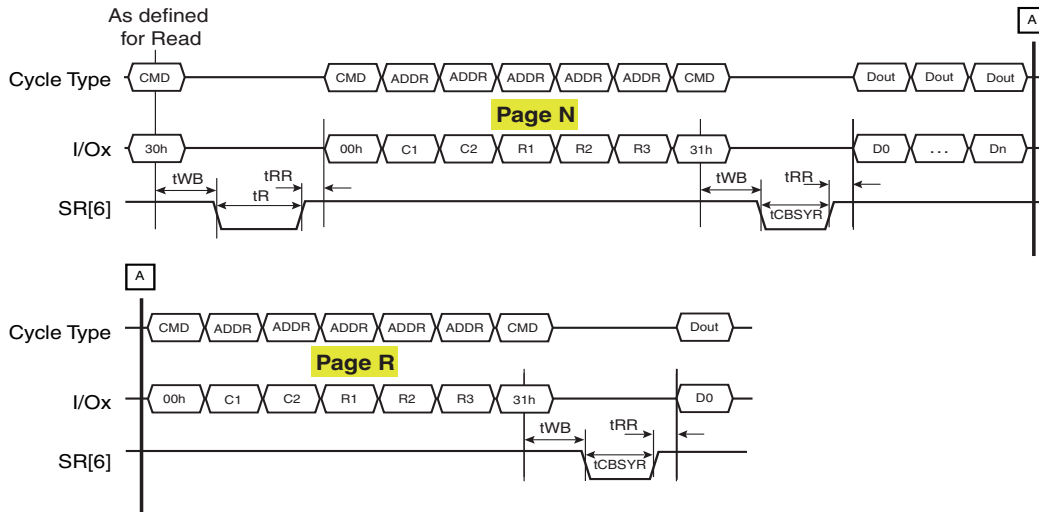 As defined
for Read
A
Cycle Type CMD CMD ADDR ADDR ADDR ADDR ADDR CMD Dout Dout Dout
Page N
I/Ox 30h 00h C1 C2 R1 R2 R3 31h D0 ... Dn
tWB tR tRR tWB tCBSYR tRR
SR[6]
A
Cycle Type CMD ADDR ADDR ADDR ADDR ADDR CMD Dout
Page R
I/Ox 00h C1 C2 R1 R2 R3 31h D0
tWB tCBSYR tRR
SR[6]